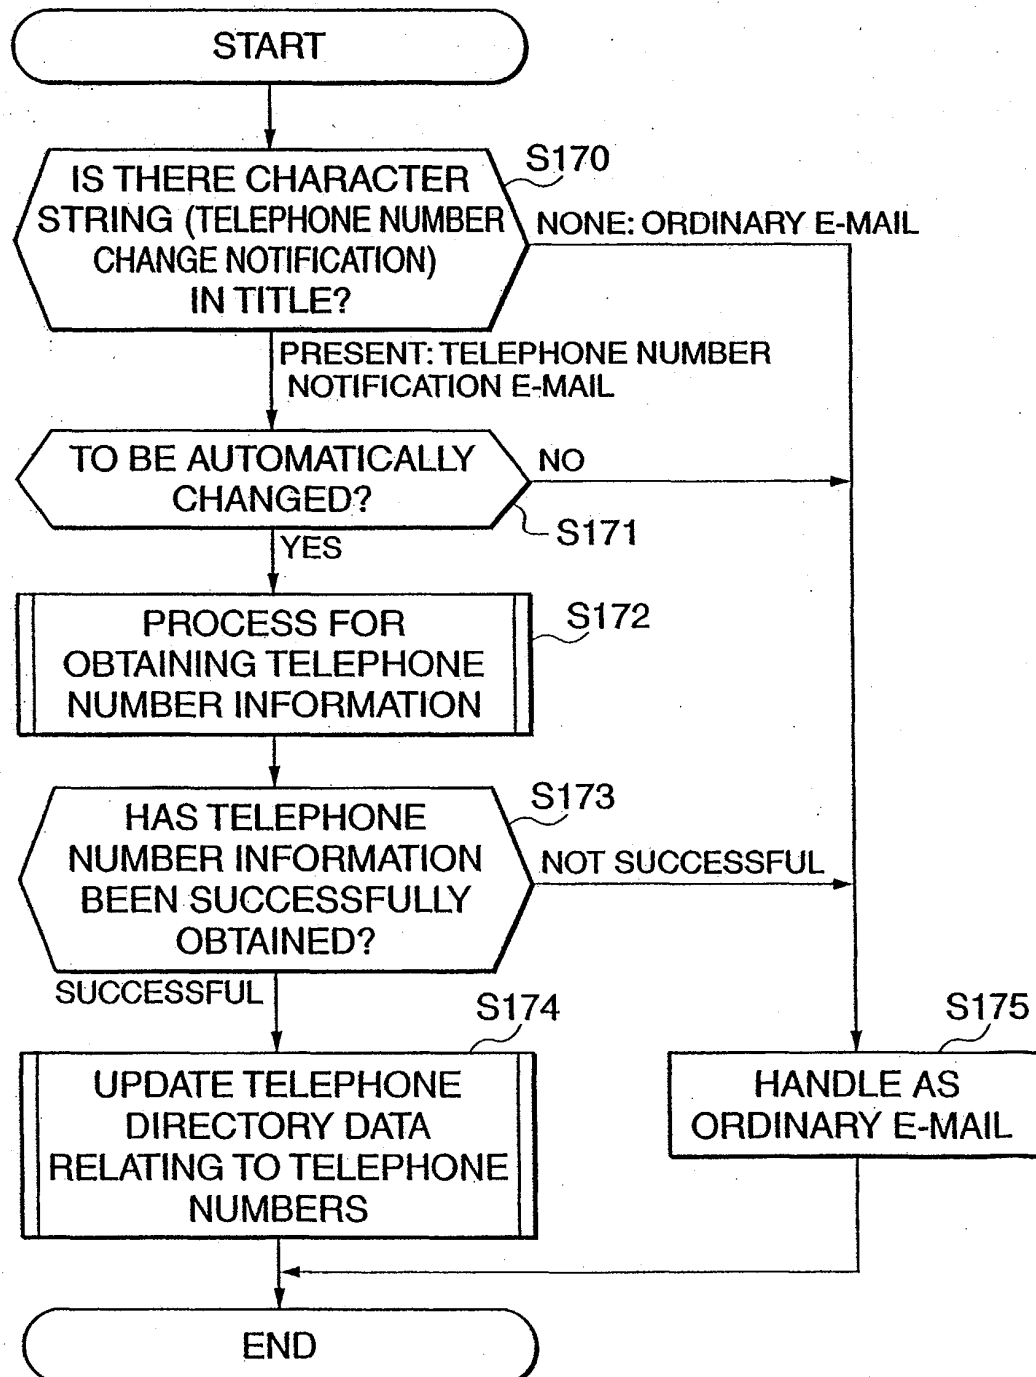 START
S170
IS THERE CHARACTER
STRING (TELEPHONE NUMBER
CHANGE NOTIFICATION)
IN TITLE?
NONE: ORDINARY E-MAIL
PRESENT: TELEPHONE NUMBER
NOTIFICATION E-MAIL
TO BE AUTOMATICALLY
CHANGED?
NO
S171
YES
S172
PROCESS FOR
OBTAINING TELEPHONE
NUMBER INFORMATION
S173
HAS TELEPHONE
NUMBER INFORMATION
BEEN SUCCESSFULLY
OBTAINED?
NOT SUCCESSFUL
SUCCESSFUL
S174
UPDATE TELEPHONE
DIRECTORY DATA
RELATING TO TELEPHONE
NUMBERS
S175
HANDLE AS
ORDINARY E-MAIL
END